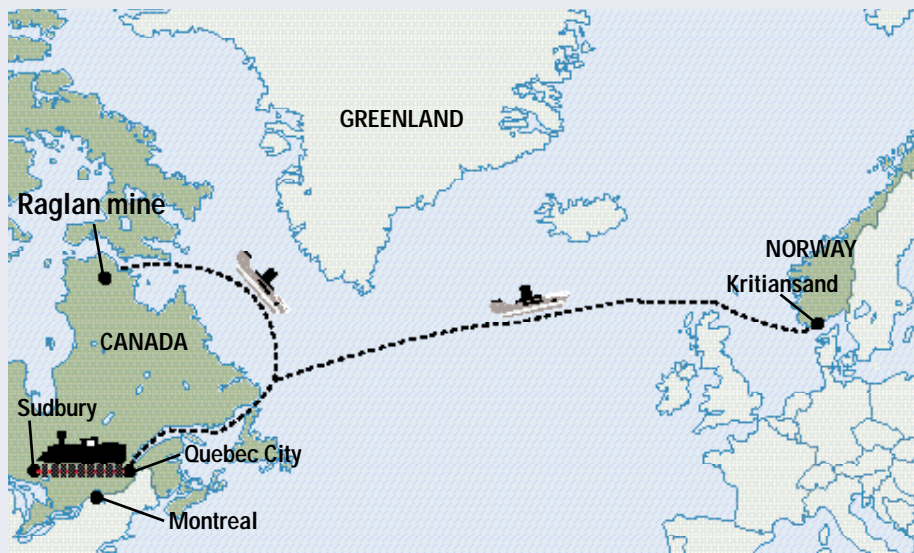 GREENLAND
Raglan mine
NORWAY
Kritiansand
CANADA
Sudbury
Quebec City
Montreal